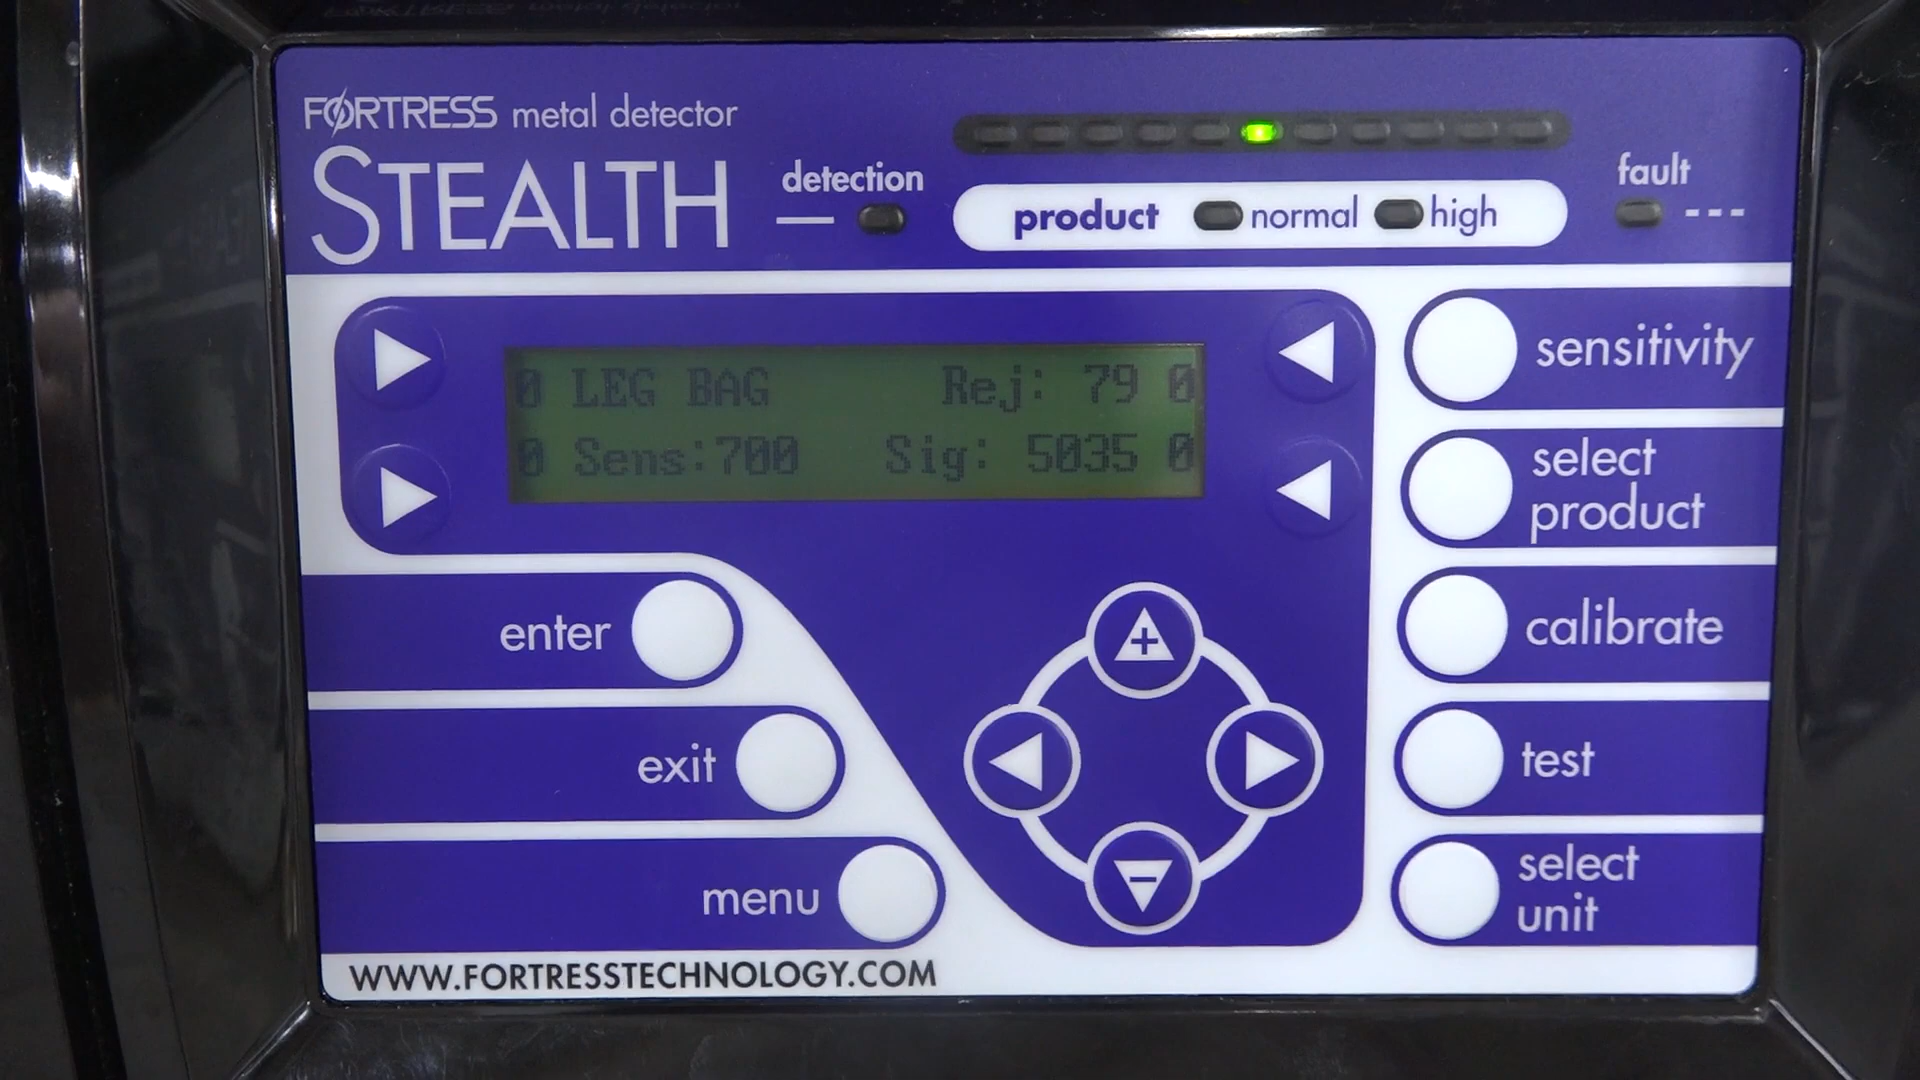 FORTRESS metal detector
STEALTH
detection
product normal high
fault
0 LEG BAG Rej: 79 0
0 Sens:700 Sig: 5035 0
sensitivity
select
product
calibrate
test
select
unit
enter
exit
menu
+
-
WWW.FORTRESSTECHNOLOGY.COM